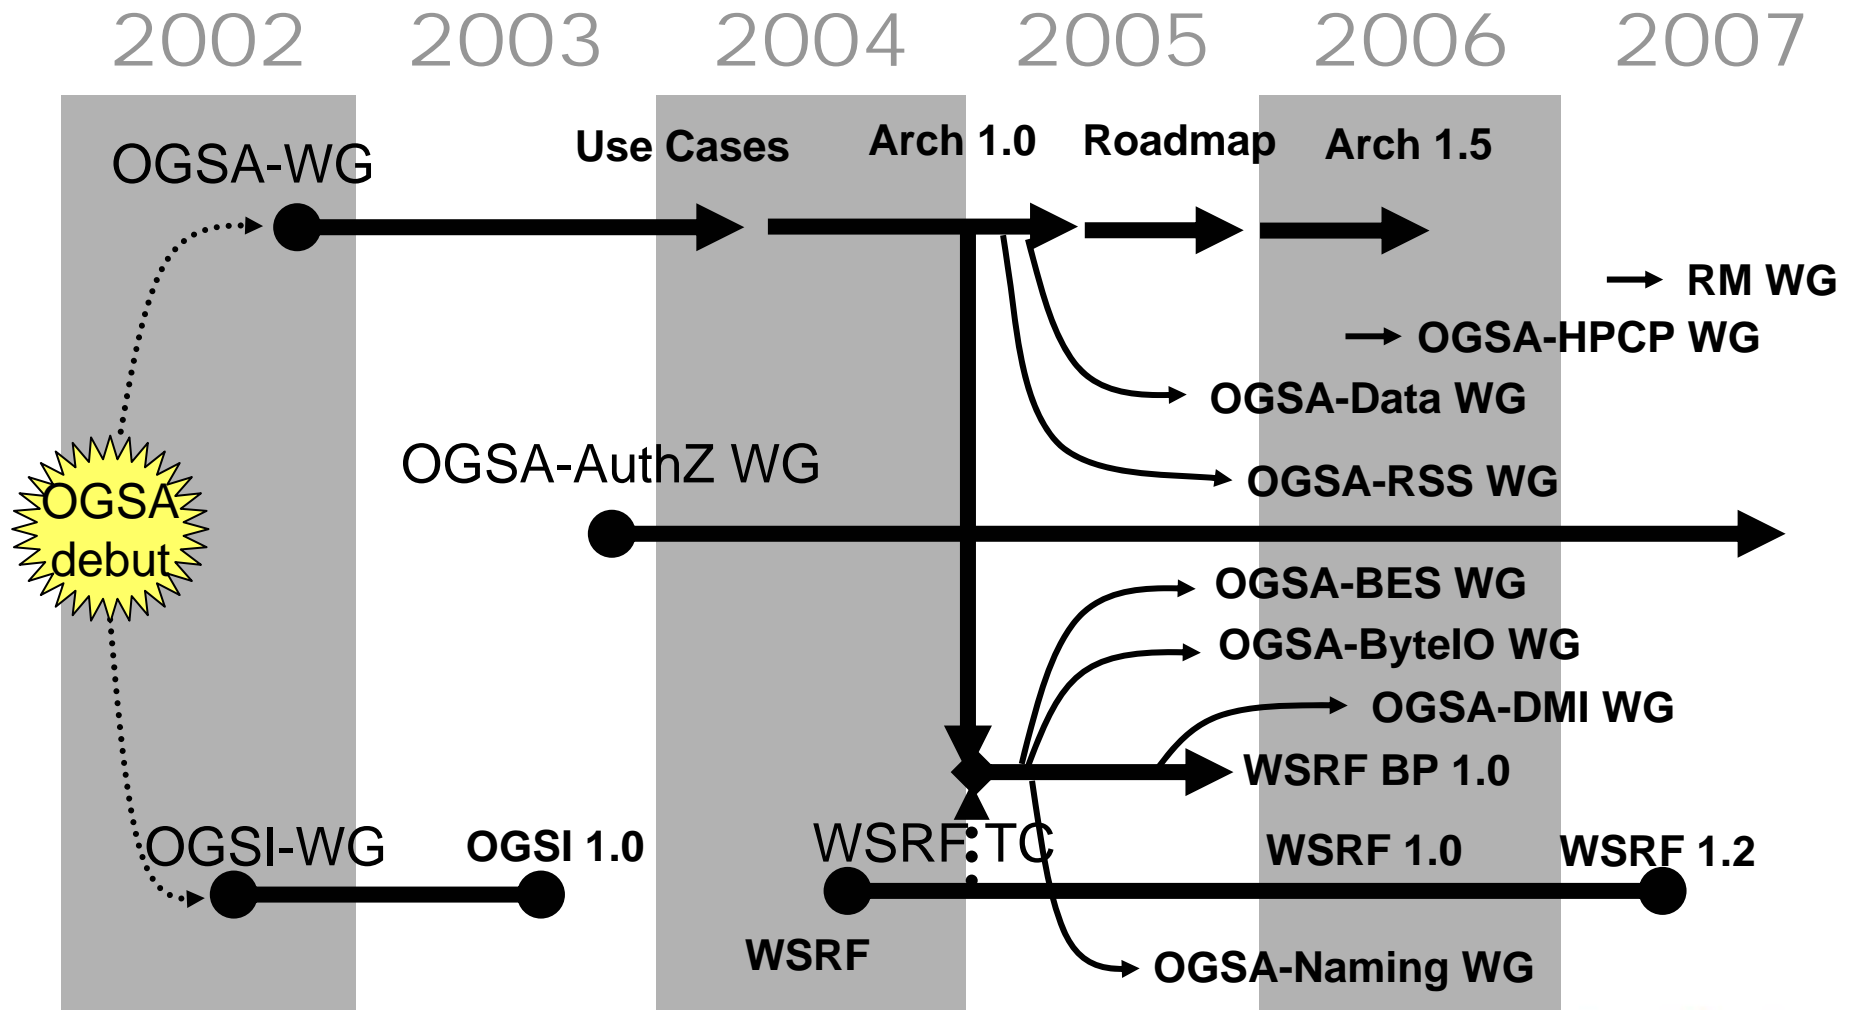 2002 2003 2004 2005 2006 2007
Use Cases Arch 1.0 Roadmap Arch 1.5
OGSA-WG
RM WG
OGSA-HPCP WG
OGSA-Data WG
OGSA-AuthZ WG
OGSA-RSS WG
OGSA
debut
OGSA-BES WG
OGSA-ByteIO WG
OGSA-DMI WG
WSRF BP 1.0
OGSI-WG OGSI 1.0 WSRF TC WSRF 1.0 WSRF 1.2
WSRF
OGSA-Naming WG